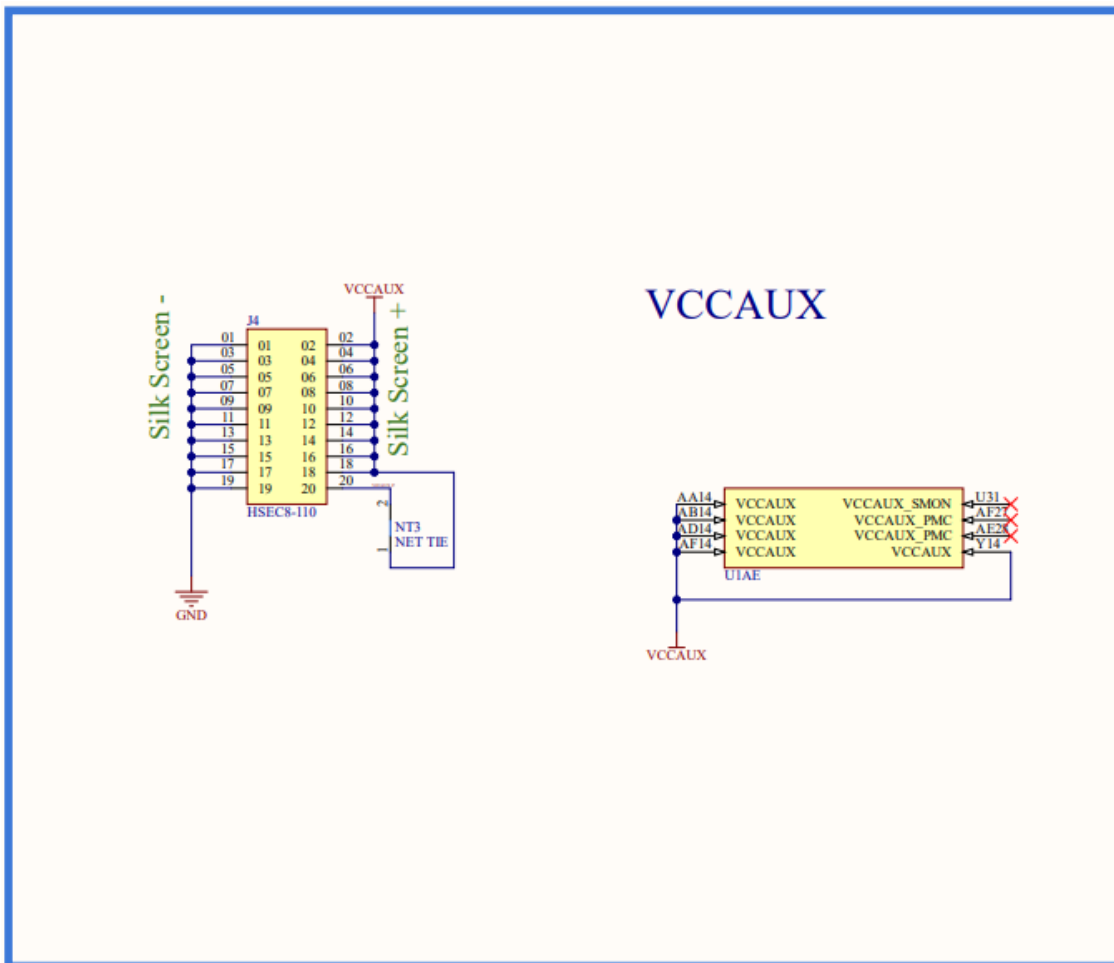 VCCAUX
VCCAUX
Silk Screen -
Silk Screen +
J4
01 01 02 02
03 03 04 04
05 05 06 06
07 07 08 08
09 09 10 10
11 11 12 12
13 13 14 14
15 15 16 16
17 17 18 18
19 19 20 20
HSEC8-110
2
NT3
NET TIE
1
GND
AA14 VCCAUX VCCAUX_SMON U31
AB14 VCCAUX VCCAUX_PMC AF27
AD14 VCCAUX VCCAUX_PMC AE28
AF14 VCCAUX VCCAUX Y14
U1AE
VCCAUX